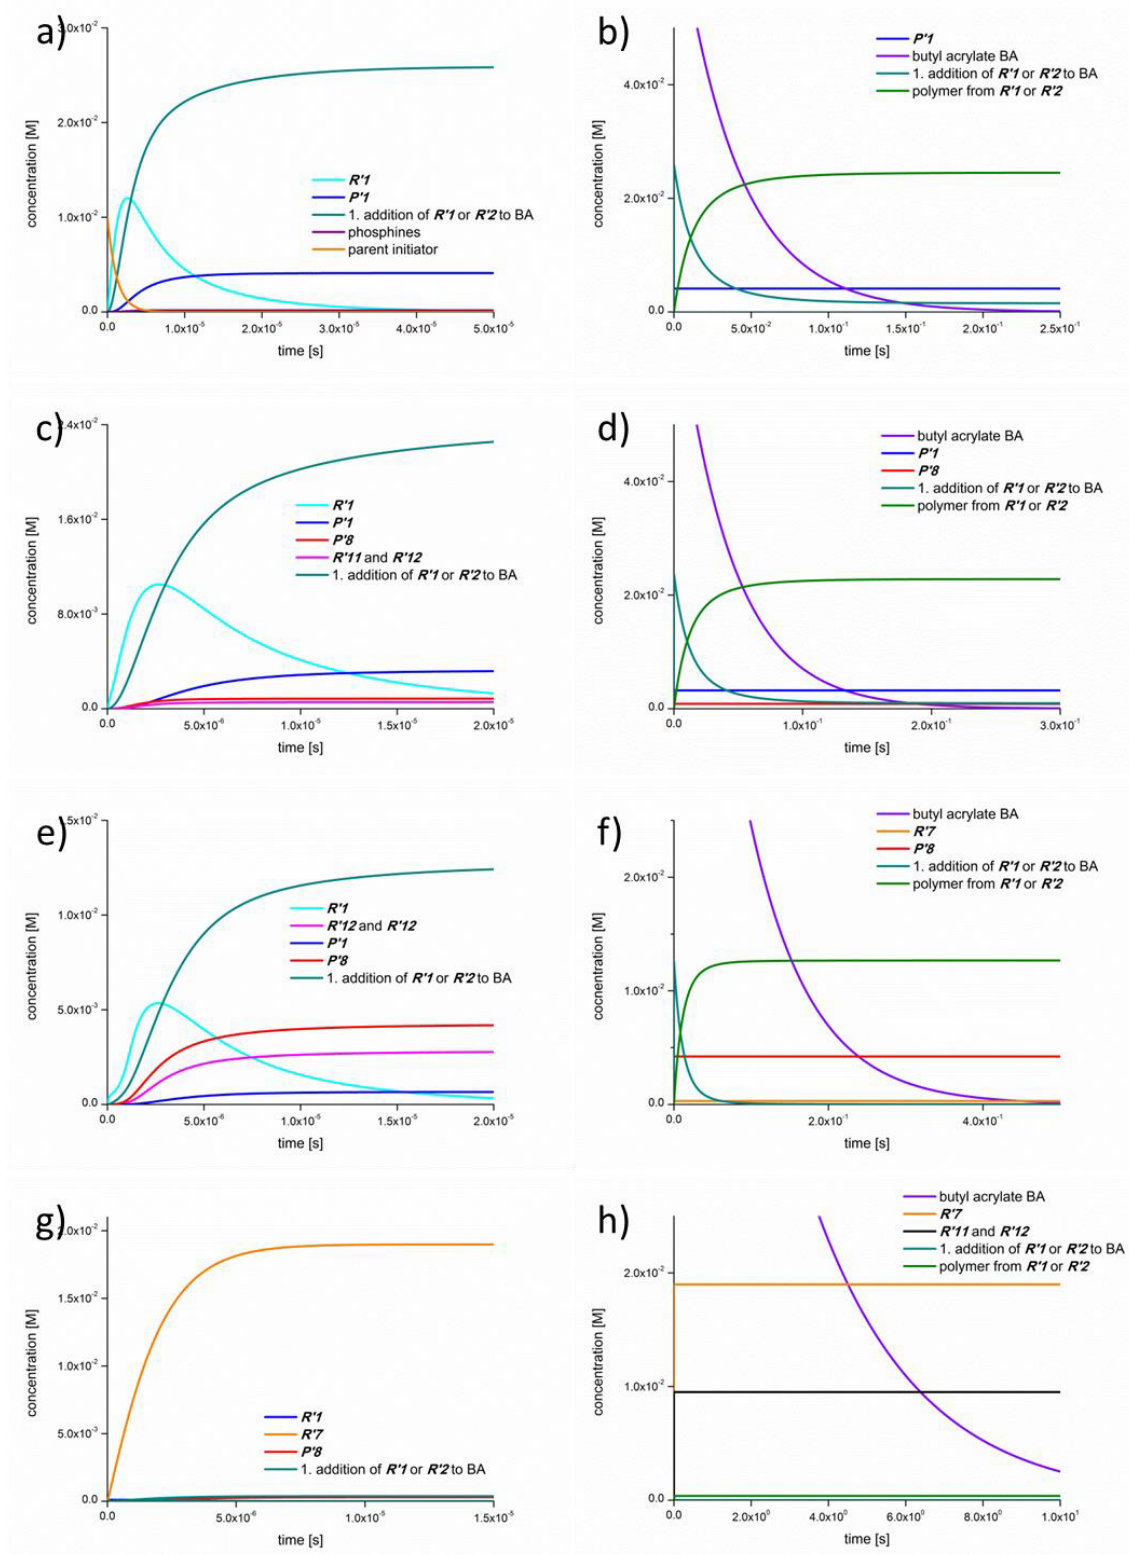 a)
3.0x10⁻²
2.0x10⁻²
1.0x10⁻²
0.0
concentration [M]
R'1
P'1
1. addition of R'1 or R'2 to BA
phosphines
parent initiator
0.0 1.0x10⁻⁵ 2.0x10⁻⁵ 3.0x10⁻⁵ 4.0x10⁻⁵ 5.0x10⁻⁵
time [s]
b)
4.0x10⁻²
2.0x10⁻²
0.0
concentration [M]
P'1
butyl acrylate BA
1. addition of R'1 or R'2 to BA
polymer from R'1 or R'2
0.0 5.0x10⁻² 1.0x10⁻¹ 1.5x10⁻¹ 2.0x10⁻¹ 2.5x10⁻¹
time [s]
c)
2.4x10⁻²
1.6x10⁻²
8.0x10⁻³
0.0
concentration [M]
R'1
P'1
P'8
R'11 and R'12
1. addition of R'1 or R'2 to BA
0.0 5.0x10⁻⁶ 1.0x10⁻⁵ 1.5x10⁻⁵ 2.0x10⁻⁵
time [s]
d)
4.0x10⁻²
2.0x10⁻²
0.0
concentration [M]
butyl acrylate BA
P'1
P'8
1. addition of R'1 or R'2 to BA
polymer from R'1 or R'2
0.0 1.0x10⁻¹ 2.0x10⁻¹ 3.0x10⁻¹
time [s]
e)
1.5x10⁻²
1.0x10⁻²
5.0x10⁻³
0.0
concentration [M]
R'1
R'12 and R'12
P'1
P'8
1. addition of R'1 or R'2 to BA
0.0 5.0x10⁻⁶ 1.0x10⁻⁵ 1.5x10⁻⁵ 2.0x10⁻⁵
time [s]
f)
2.0x10⁻²
1.0x10⁻²
0.0
cocnentration [M]
butyl acrylate BA
R'7
P'8
1. addition of R'1 or R'2 to BA
polymer from R'1 or R'2
0.0 2.0x10⁻¹ 4.0x10⁻¹
time [s]
g)
2.0x10⁻²
1.5x10⁻²
1.0x10⁻²
5.0x10⁻³
0.0
concentration [M]
R'1
R'7
P'8
1. addition of R'1 or R'2 to BA
0.0 5.0x10⁻⁶ 1.0x10⁻⁵ 1.5x10⁻⁵
time [s]
h)
2.0x10⁻²
1.0x10⁻²
0.0
concentration [M]
butyl acrylate BA
R'7
R'11 and R'12
1. addition of R'1 or R'2 to BA
polymer from R'1 or R'2
0.0 2.0x10⁰ 4.0x10⁰ 6.0x10⁰ 8.0x10⁰ 1.0x10¹
time [s]